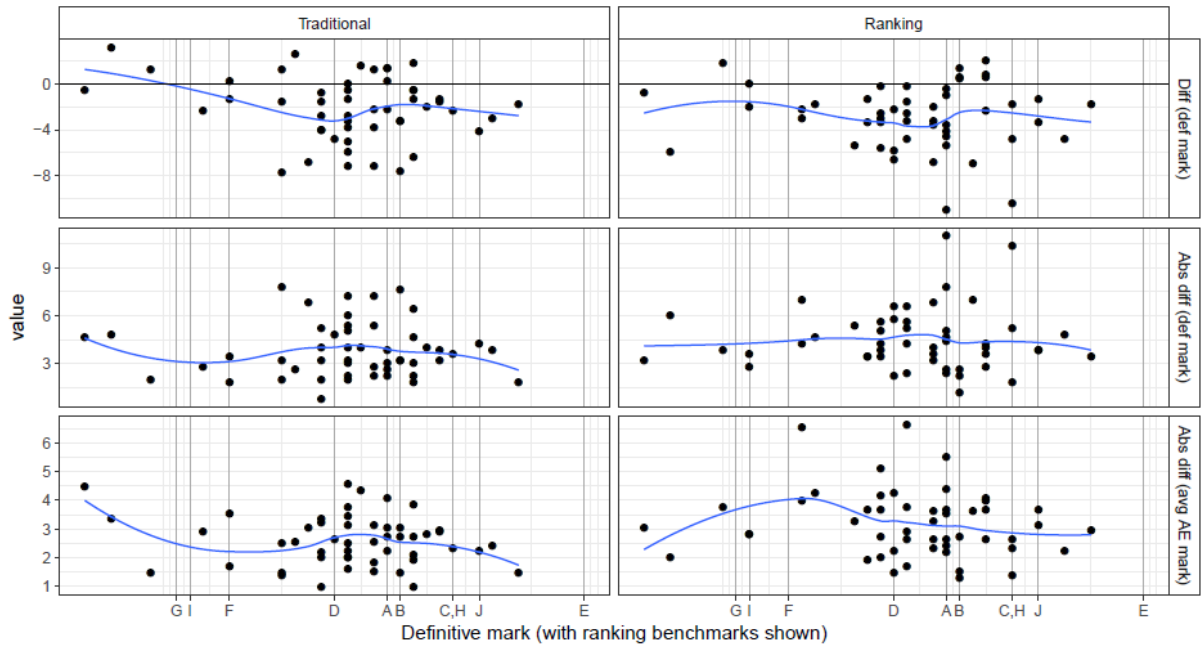 Traditional Ranking
0
−4
−8
Diff (def mark)
9
6
3
Abs diff (def mark)
6
5
4
3
2
1
Abs diff (avg AE mark)
value
G I F D A B C,H J E G I F D A B C,H J E
Definitive mark (with ranking benchmarks shown)